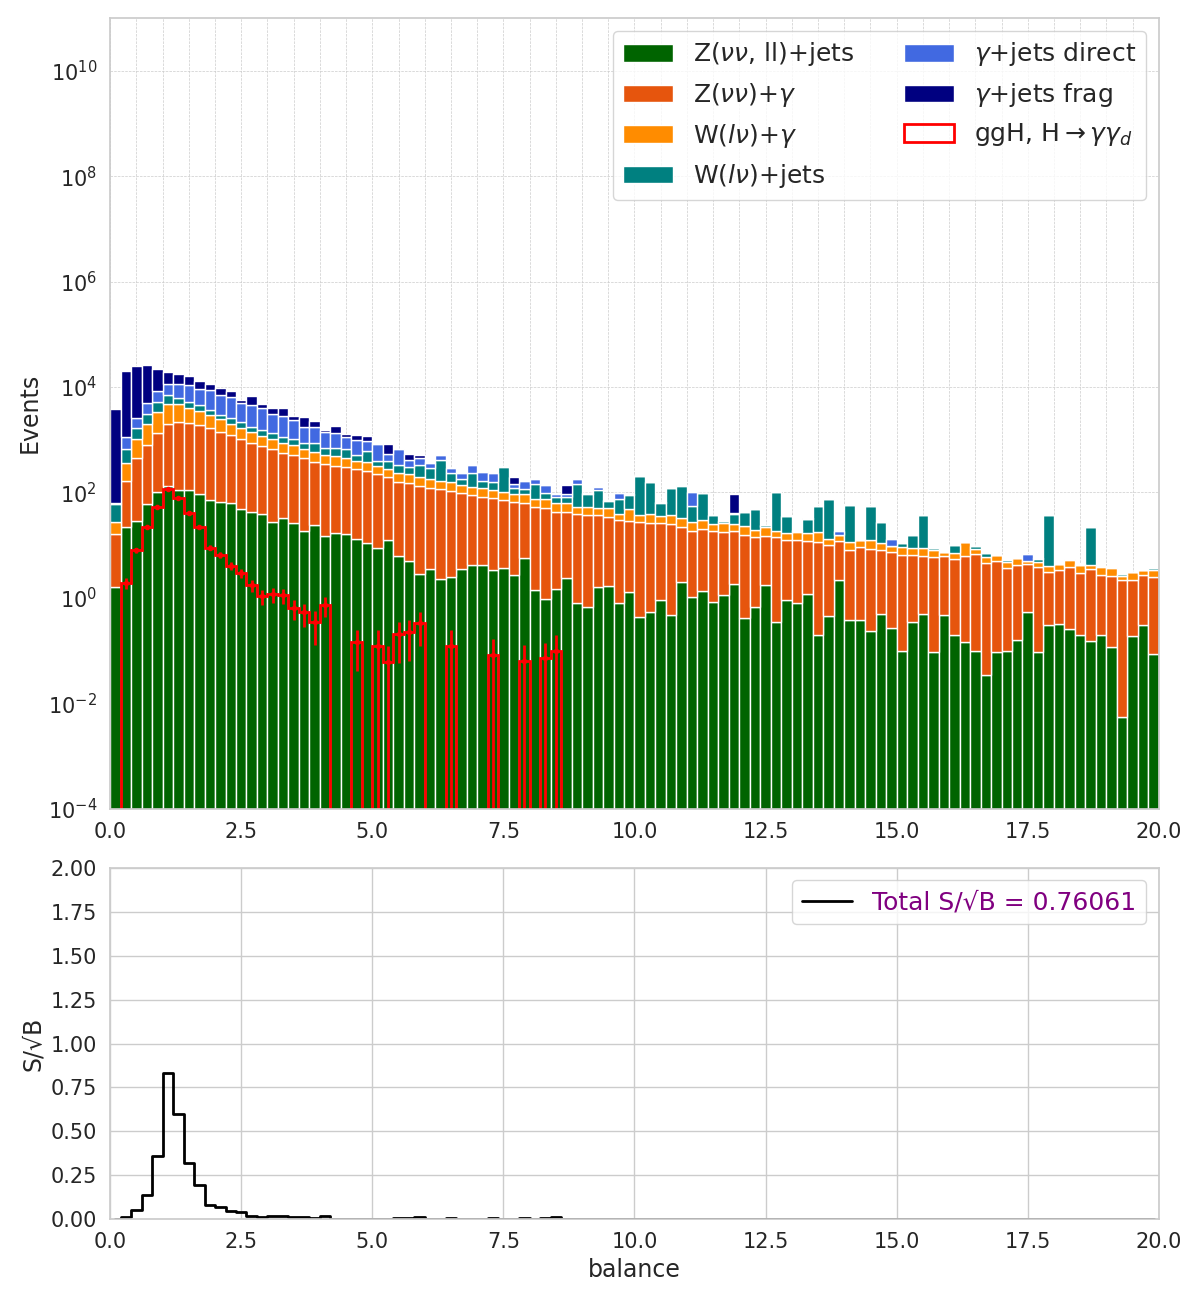 Z(νν, ll)+jets
Z(νν)+γ
W(lν)+γ
W(lν)+jets
γ+jets direct
γ+jets frag
ggH, H→γγ_d
Events
10^10
10^8
10^6
10^4
10^2
10^0
10^−2
10^−4
0.0 2.5 5.0 7.5 10.0 12.5 15.0 17.5 20.0
Total S/√B = 0.76061
S/√B
2.00
1.75
1.50
1.25
1.00
0.75
0.50
0.25
0.00
0.0 2.5 5.0 7.5 10.0 12.5 15.0 17.5 20.0
balance